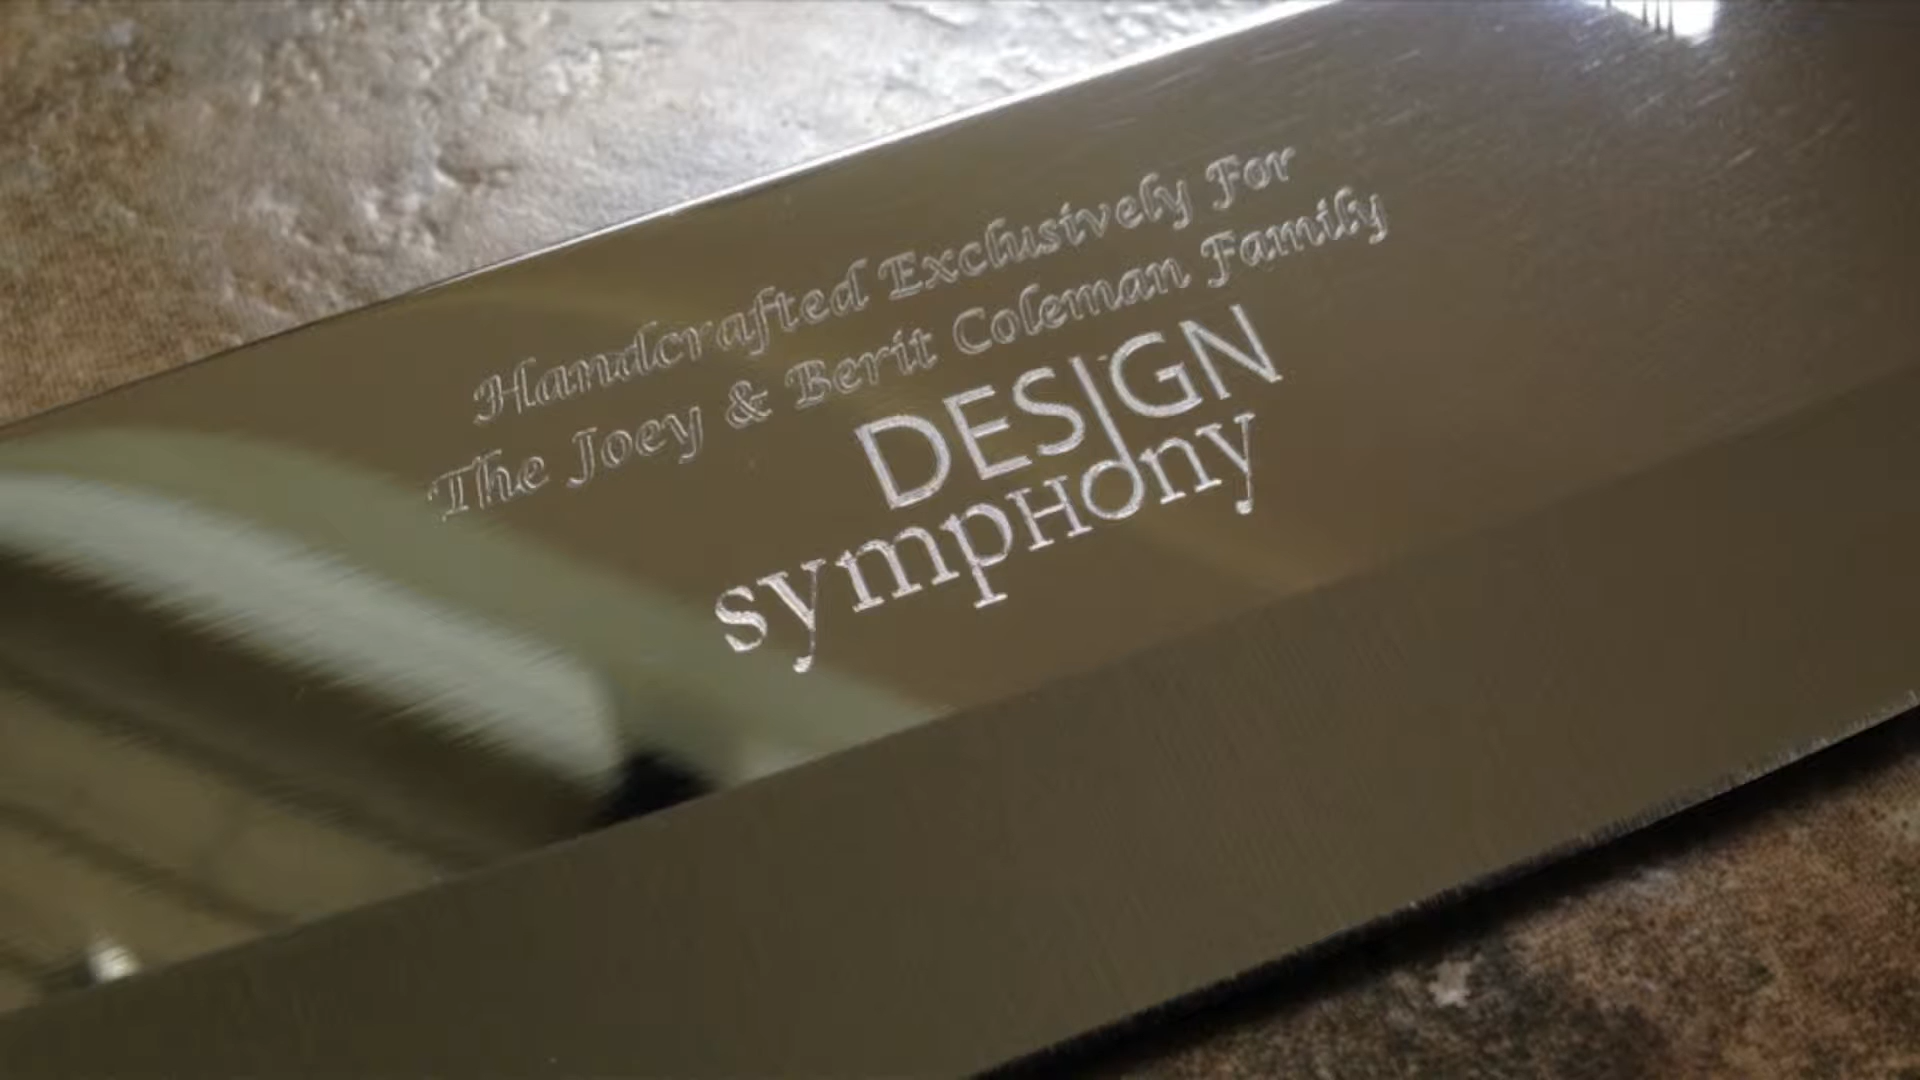 Handcrafted Exclusively For
The Joey & Berit Coleman Family
DESIGN
sympHony